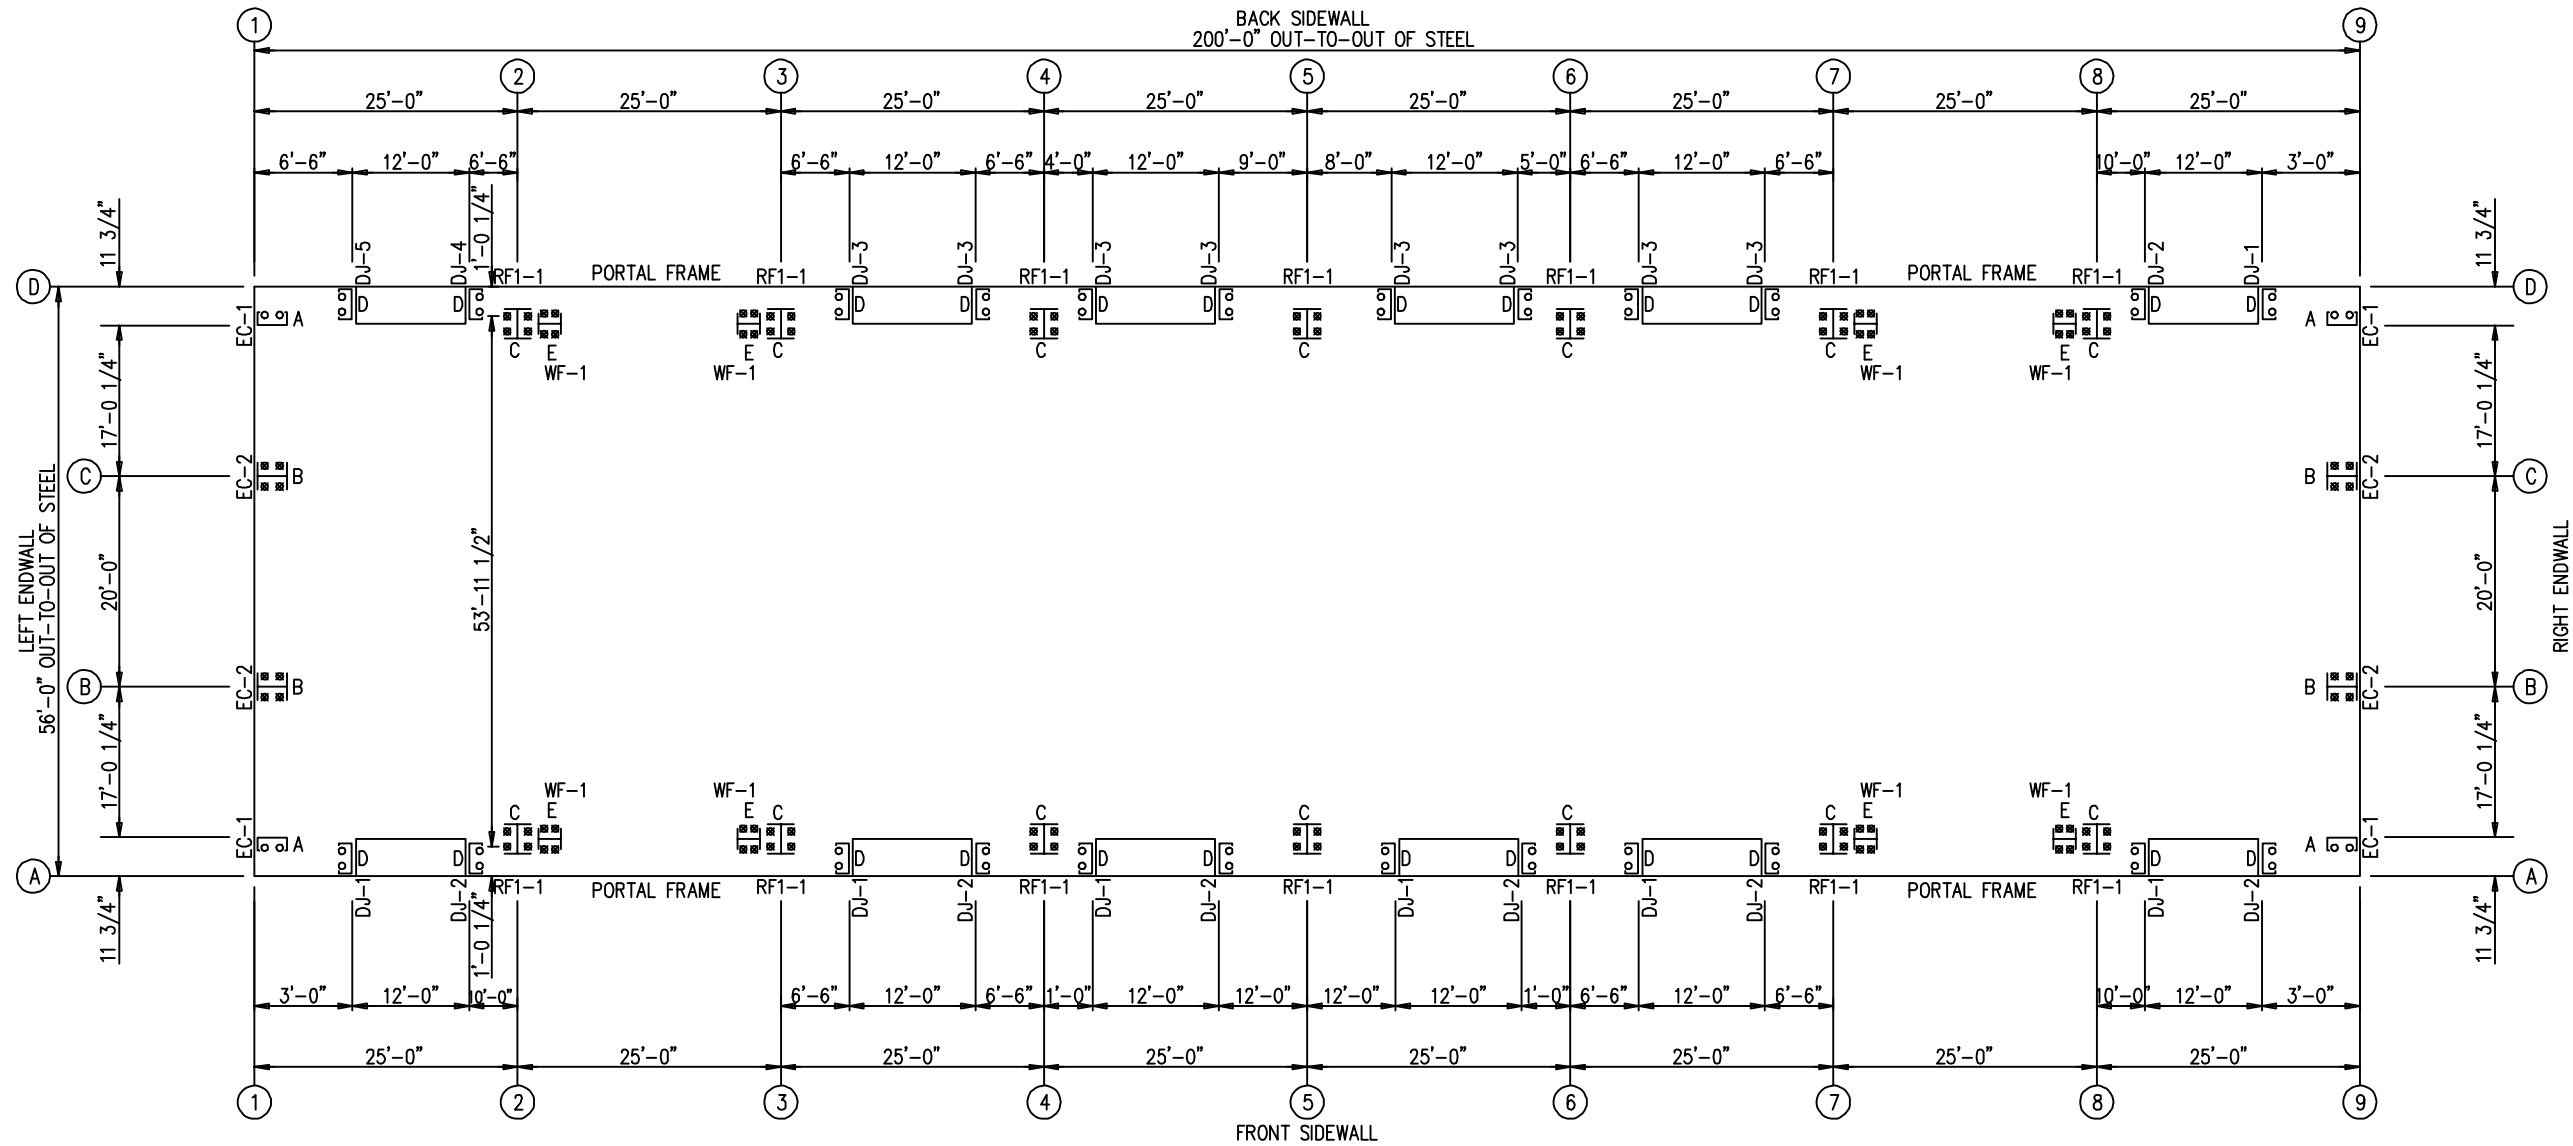 BACK SIDEWALL
200'-0" OUT-TO-OUT OF STEEL
1 9
2 3 4 5 6 7 8
25'-0" 25'-0" 25'-0" 25'-0" 25'-0" 25'-0" 25'-0" 25'-0"
6'-6" 12'-0" 6'-6" 6'-6" 12'-0" 6'-6" 4'-0" 12'-0" 9'-0" 8'-0" 12'-0" 5'-0" 6'-6" 12'-0" 6'-6" 10'-0" 12'-0" 3'-0"
11 3/4" 1'-0 1/4" 11 3/4"
DJ-5 DJ-4 DJ-3 DJ-3 DJ-3 DJ-3 DJ-3 DJ-3 DJ-3 DJ-3 DJ-2 DJ-1
RF1-1 PORTAL FRAME RF1-1 RF1-1 RF1-1 RF1-1 RF1-1 PORTAL FRAME RF1-1
D D
D D D D D D D D D D D D
EC-1 A A EC-1
C E E C C C C C E E C
WF-1 WF-1 WF-1 WF-1
17'-0 1/4" 17'-0 1/4"
C EC-2 B B EC-2 C
LEFT ENDWALL
56'-0" OUT-TO-OUT OF STEEL
20'-0" 53'-11 1/2" 20'-0"
RIGHT ENDWALL
B EC-2 B B EC-2 B
17'-0 1/4" 17'-0 1/4"
WF-1 WF-1 WF-1 WF-1
C E E C C C C C E E C
EC-1 A A EC-1
D D D D D D D D D D D D
A A
RF1-1 PORTAL FRAME RF1-1 RF1-1 RF1-1 RF1-1 RF1-1 PORTAL FRAME RF1-1
DJ-1 DJ-2 DJ-1 DJ-2 DJ-1 DJ-2 DJ-1 DJ-2 DJ-1 DJ-2 DJ-1 DJ-2
11 3/4" 1'-0 1/4" 11 3/4"
3'-0" 12'-0" 10'-0" 6'-6" 12'-0" 6'-6" 1'-0" 12'-0" 12'-0" 12'-0" 12'-0" 1'-0" 6'-6" 12'-0" 6'-6" 10'-0" 12'-0" 3'-0"
25'-0" 25'-0" 25'-0" 25'-0" 25'-0" 25'-0" 25'-0" 25'-0"
1 2 3 4 5 6 7 8 9
FRONT SIDEWALL